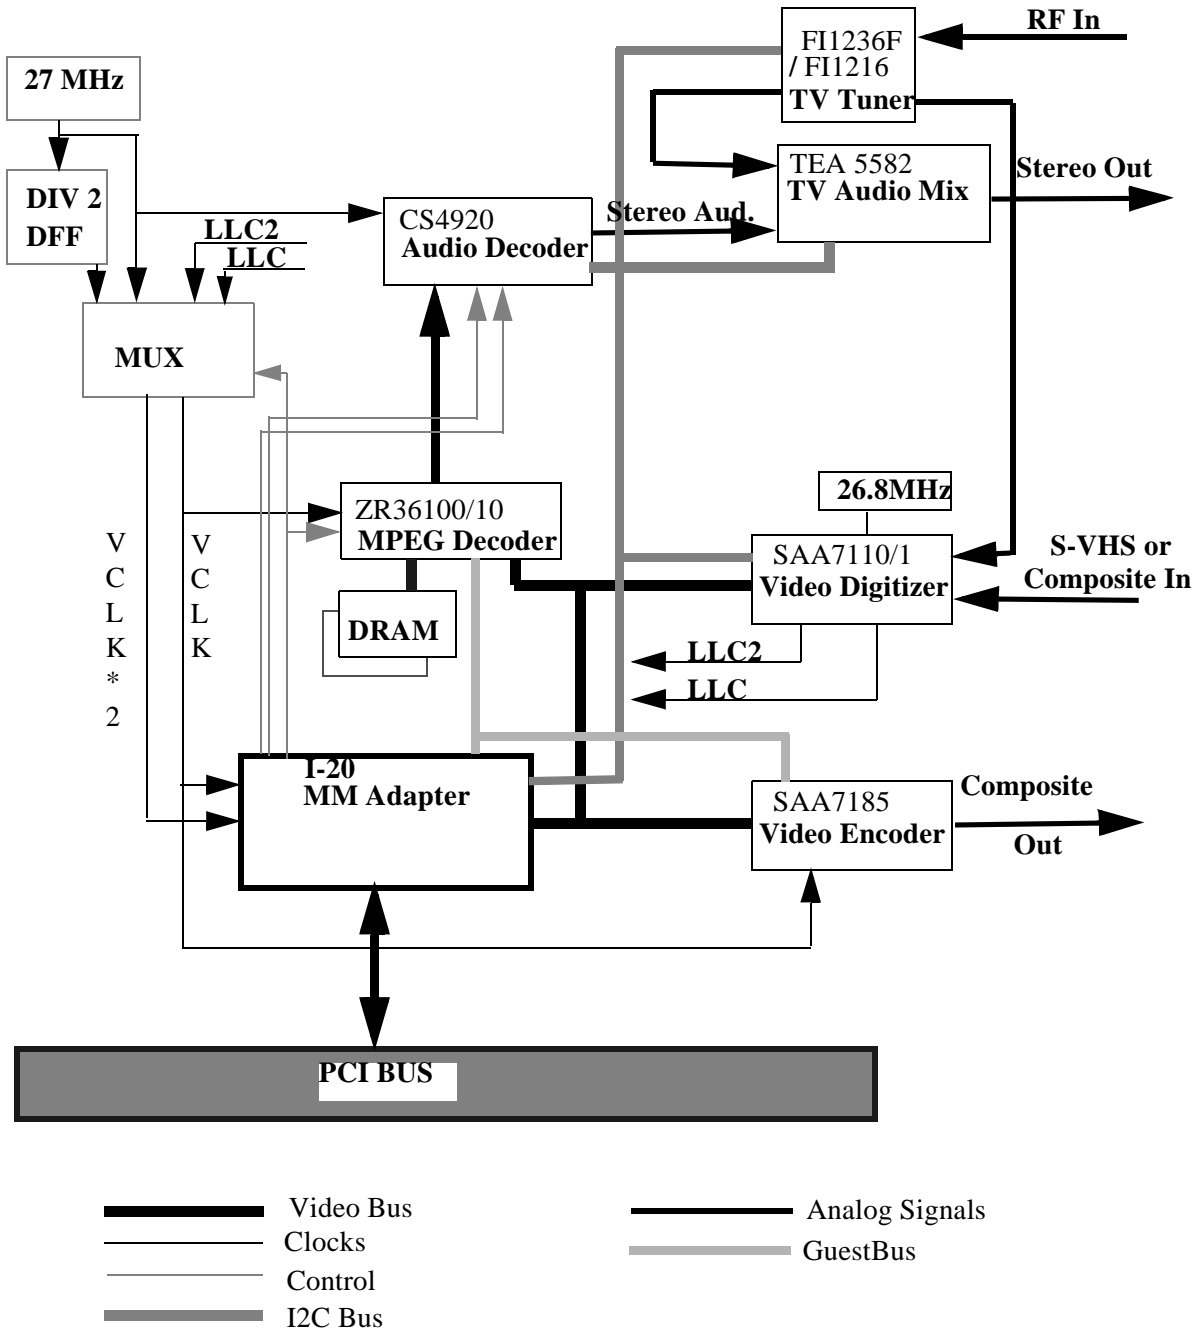 RF In
FI1236F
/ FI1216
TV Tuner
27 MHz
TEA 5582
TV Audio Mix
Stereo Out
DIV 2
DFF
CS4920
Audio Decoder
Stereo Aud.
LLC2
LLC
MUX
26.8MHz
ZR36100/10
MPEG Decoder
V
C
L
K
*
2
V
C
L
K
SAA7110/1
Video Digitizer
S-VHS or
Composite In
DRAM
LLC2
LLC
I-20
MM Adapter
SAA7185
Video Encoder
Composite
Out
PCI BUS
Video Bus
Clocks
Control
I2C Bus
Analog Signals
GuestBus